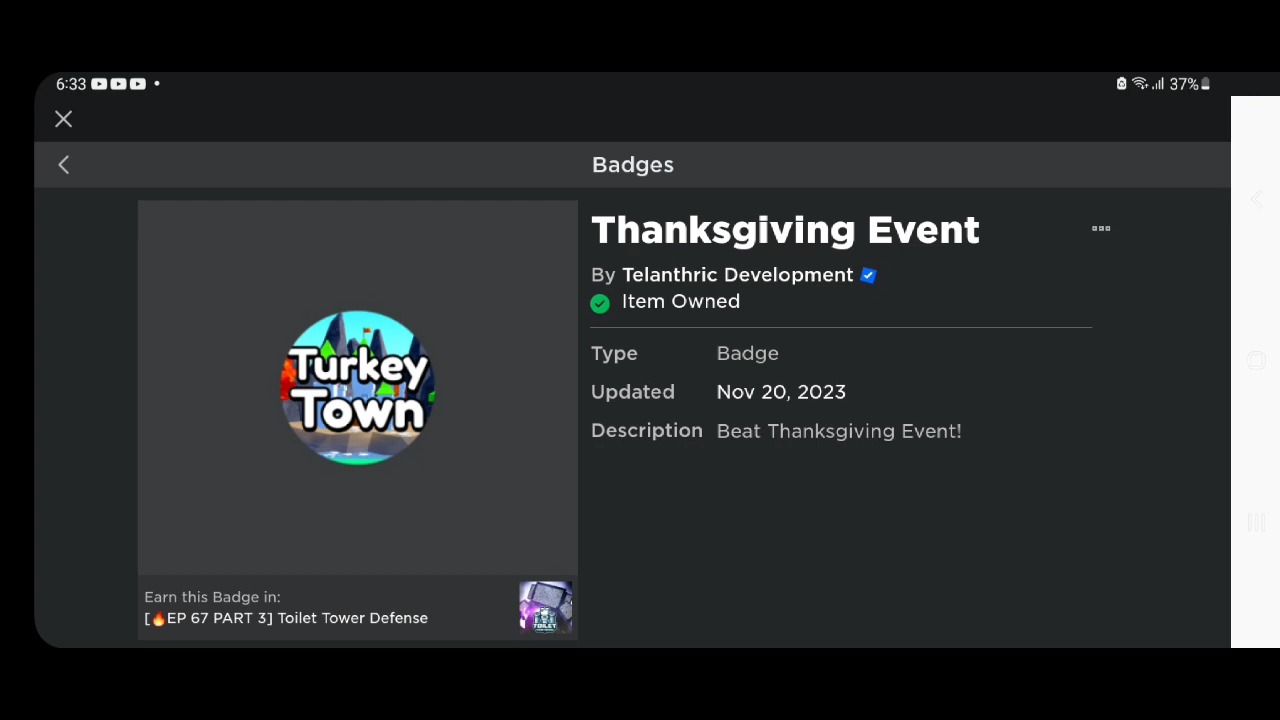 6:33
37%
Badges
Turkey
Town
Thanksgiving Event
By Telanthric Development
Item Owned
Type Badge
Updated Nov 20, 2023
Description Beat Thanksgiving Event!
Earn this Badge in:
[🔥EP 67 PART 3] Toilet Tower Defense
TOILET